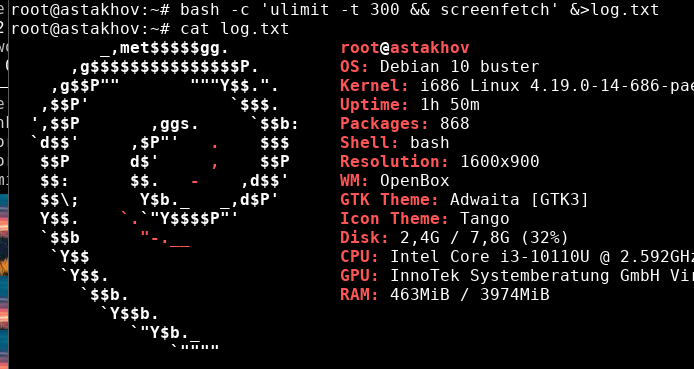 root@astakhov:~# bash -c 'ulimit -t 300 && screenfetch' &>log.txt
root@astakhov:~# cat log.txt
         _,met$$$$$gg.           root@astakhov
      ,g$$$$$$$$$$$$$$$P.        OS: Debian 10 buster
    ,g$$P""       """Y$$.".      Kernel: i686 Linux 4.19.0-14-686-pae
   ,$$P'              `$$$.      Uptime: 1h 50m
  ',$$P       ,ggs.     `$$b:    Packages: 868
  `d$$'     ,$P"'   .    $$$     Shell: bash
   $$P      d$'     ,    $$P     Resolution: 1600x900
   $$:      $$.   -    ,d$$'     WM: OpenBox
   $$\;      Y$b._   _,d$P'      GTK Theme: Adwaita [GTK3]
   Y$$.    `.`"Y$$$$P"'          Icon Theme: Tango
   `$$b      "-.__               Disk: 2,4G / 7,8G (32%)
    `Y$$                         CPU: Intel Core i3-10110U @ 2.592GHz
     `Y$$.                       GPU: InnoTek Systemberatung GmbH Vir
       `$$b.                     RAM: 463MiB / 3974MiB
         `Y$$b.
            `"Y$b._
                `""""